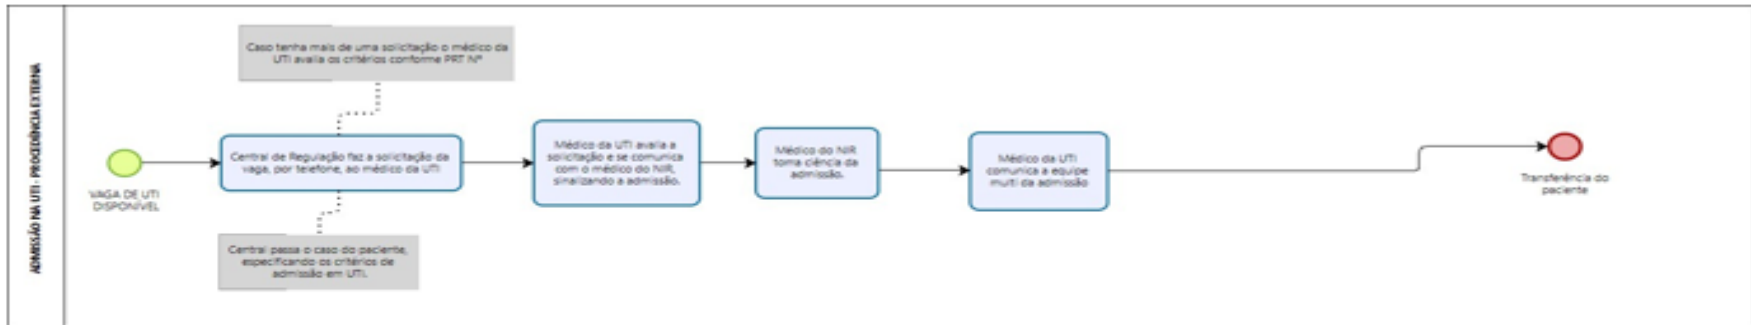 ADMISSÃO NA UTI - PROCEDÊNCIA EXTERNA
Caso tenha mais de uma solicitação o médico da
UTI avalia os critérios conforme PRT Nº
VAGA DE UTI
DISPONÍVEL
Central de Regulação faz a solicitação da
vaga, por telefone, ao médico da UTI
Central passa o caso do paciente,
especificando os critérios de
admissão em UTI.
Médico da UTI avalia a
solicitação e se comunica
com o médico do NIR,
sinalizando a admissão.
Médico do NIR
toma ciência da
admissão.
Médico da UTI
comunica a equipe
multi da admissão
Transferência do
paciente